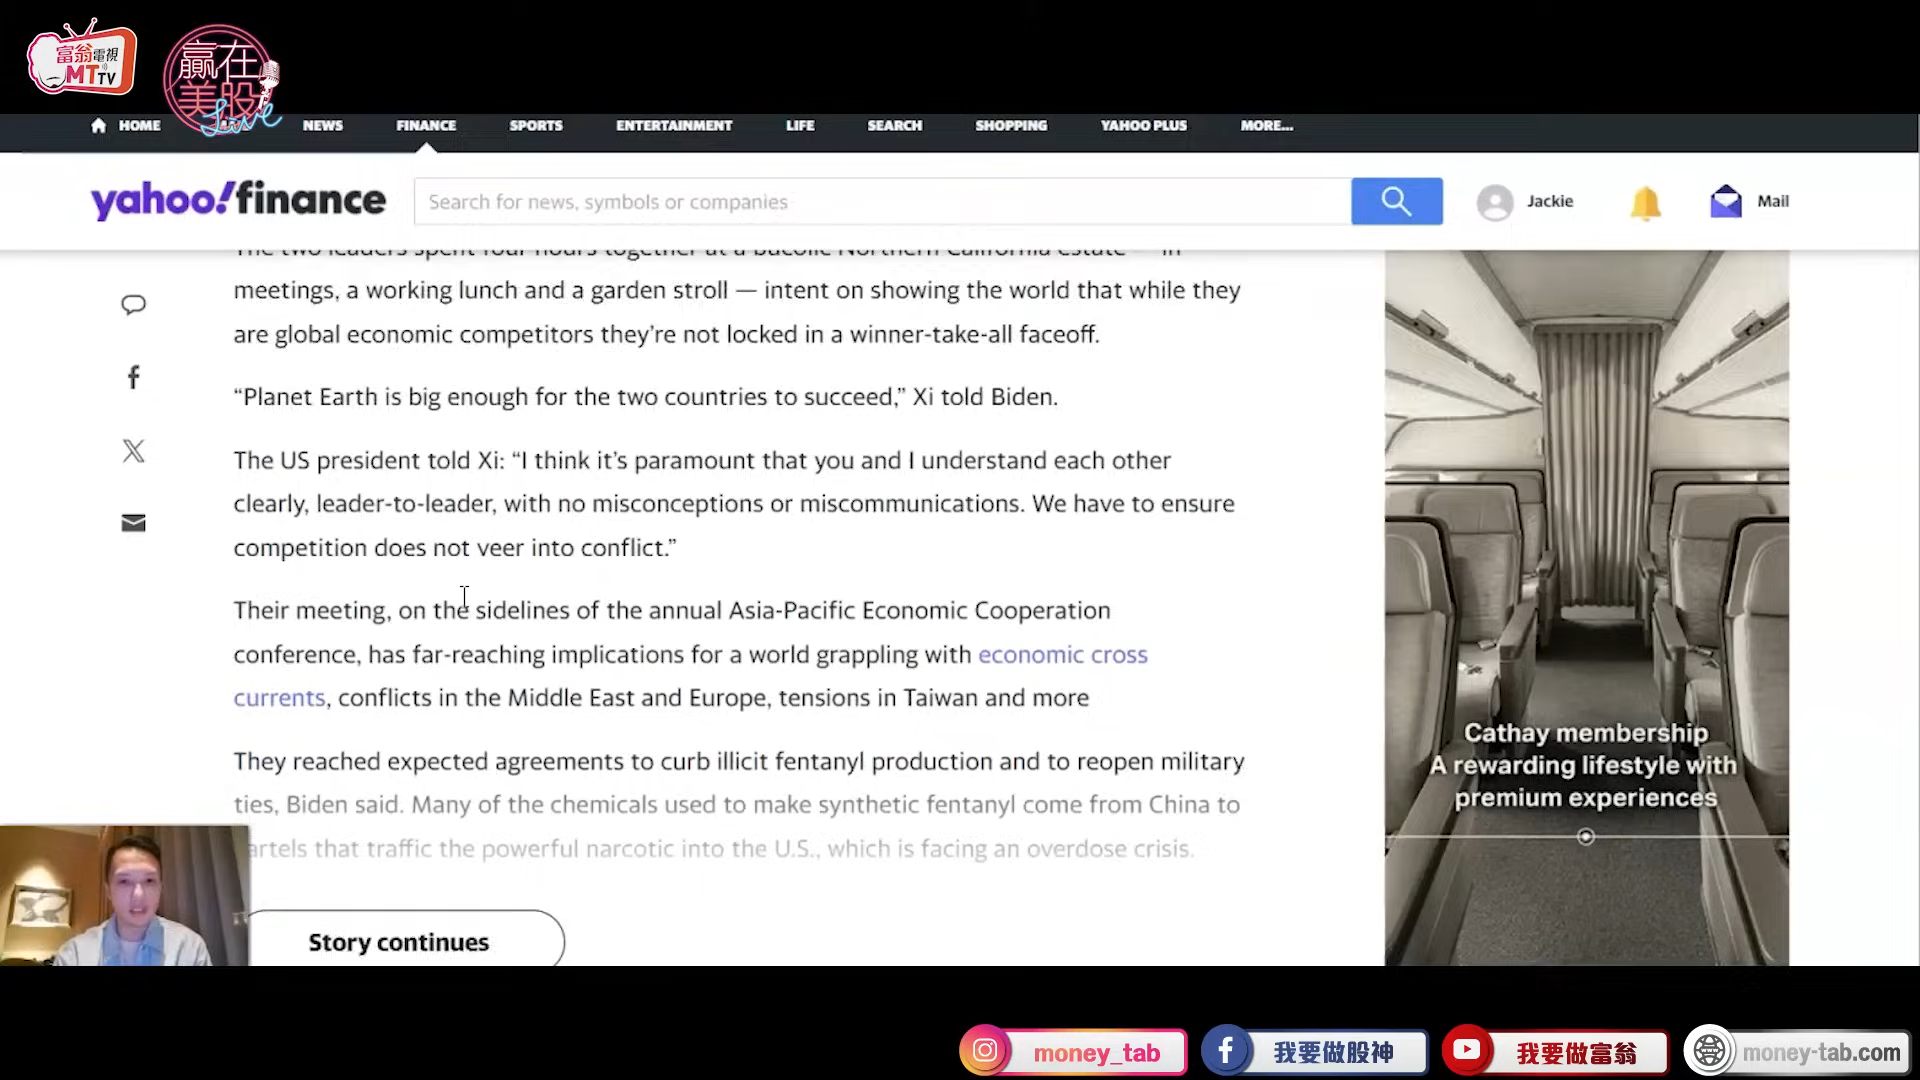 富翁電視
MTTV
贏在
美股
Live
HOME
NEWS
FINANCE
SPORTS
ENTERTAINMENT
LIFE
SEARCH
SHOPPING
YAHOO PLUS
MORE...
yahoo!finance
Search for news, symbols or companies
Jackie
Mail
The two leaders spent four hours together at a bucolic Northern California estate — in
meetings, a working lunch and a garden stroll — intent on showing the world that while they
are global economic competitors they’re not locked in a winner-take-all faceoff.
“Planet Earth is big enough for the two countries to succeed,” Xi told Biden.
The US president told Xi: “I think it’s paramount that you and I understand each other
clearly, leader-to-leader, with no misconceptions or miscommunications. We have to ensure
competition does not veer into conflict.”
Their meeting, on the sidelines of the annual Asia-Pacific Economic Cooperation
conference, has far-reaching implications for a world grappling with economic cross
currents, conflicts in the Middle East and Europe, tensions in Taiwan and more
They reached expected agreements to curb illicit fentanyl production and to reopen military
ties, Biden said. Many of the chemicals used to make synthetic fentanyl come from China to
artels that traffic the powerful narcotic into the U.S., which is facing an overdose crisis.
Story continues
Cathay membership
A rewarding lifestyle with
premium experiences
money_tab
我要做股神
我要做富翁
money-tab.com